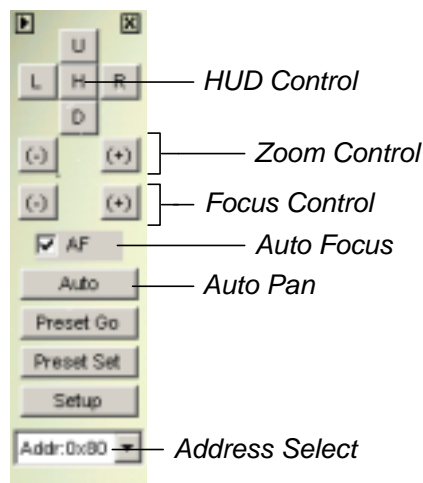 U
L H R HUD Control
D
(-) (+) Zoom Control
(-) (+) Focus Control
AF Auto Focus
Auto Auto Pan
Preset Go
Preset Set
Setup
Addr:0x80 Address Select